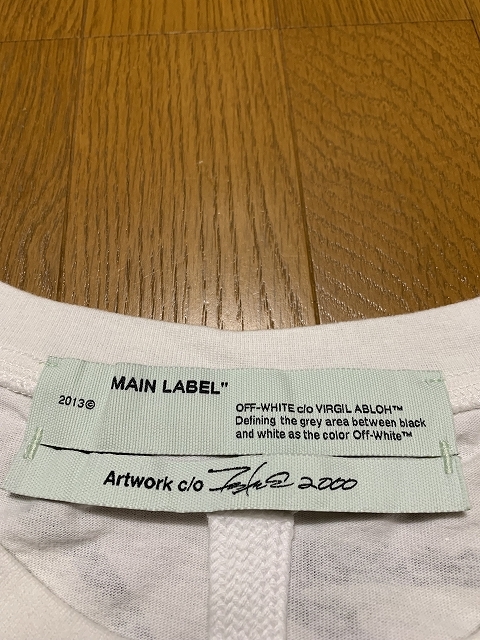 MAIN LABEL"
2013©
OFF-WHITE c/o VIRGIL ABLOH™
Defining the grey area between black
and white as the color Off-White™
Artwork c/o 2000